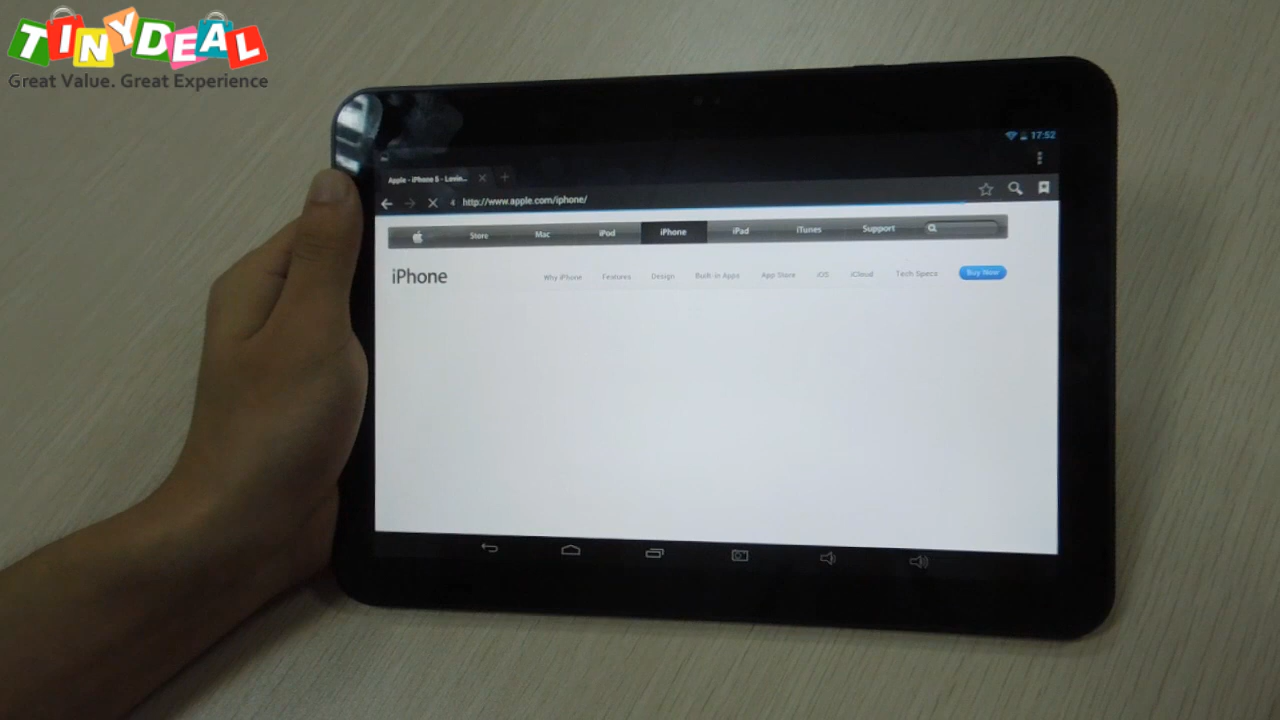 TINYDEAL
Great Value. Great Experience
17:52
Apple - iPhone 5 - Lovin...
http://www.apple.com/iphone/
Store Mac iPod iPhone iPad iTunes Support
iPhone Why iPhone Features Design Built-in Apps App Store iOS iCloud Tech Specs Buy Now